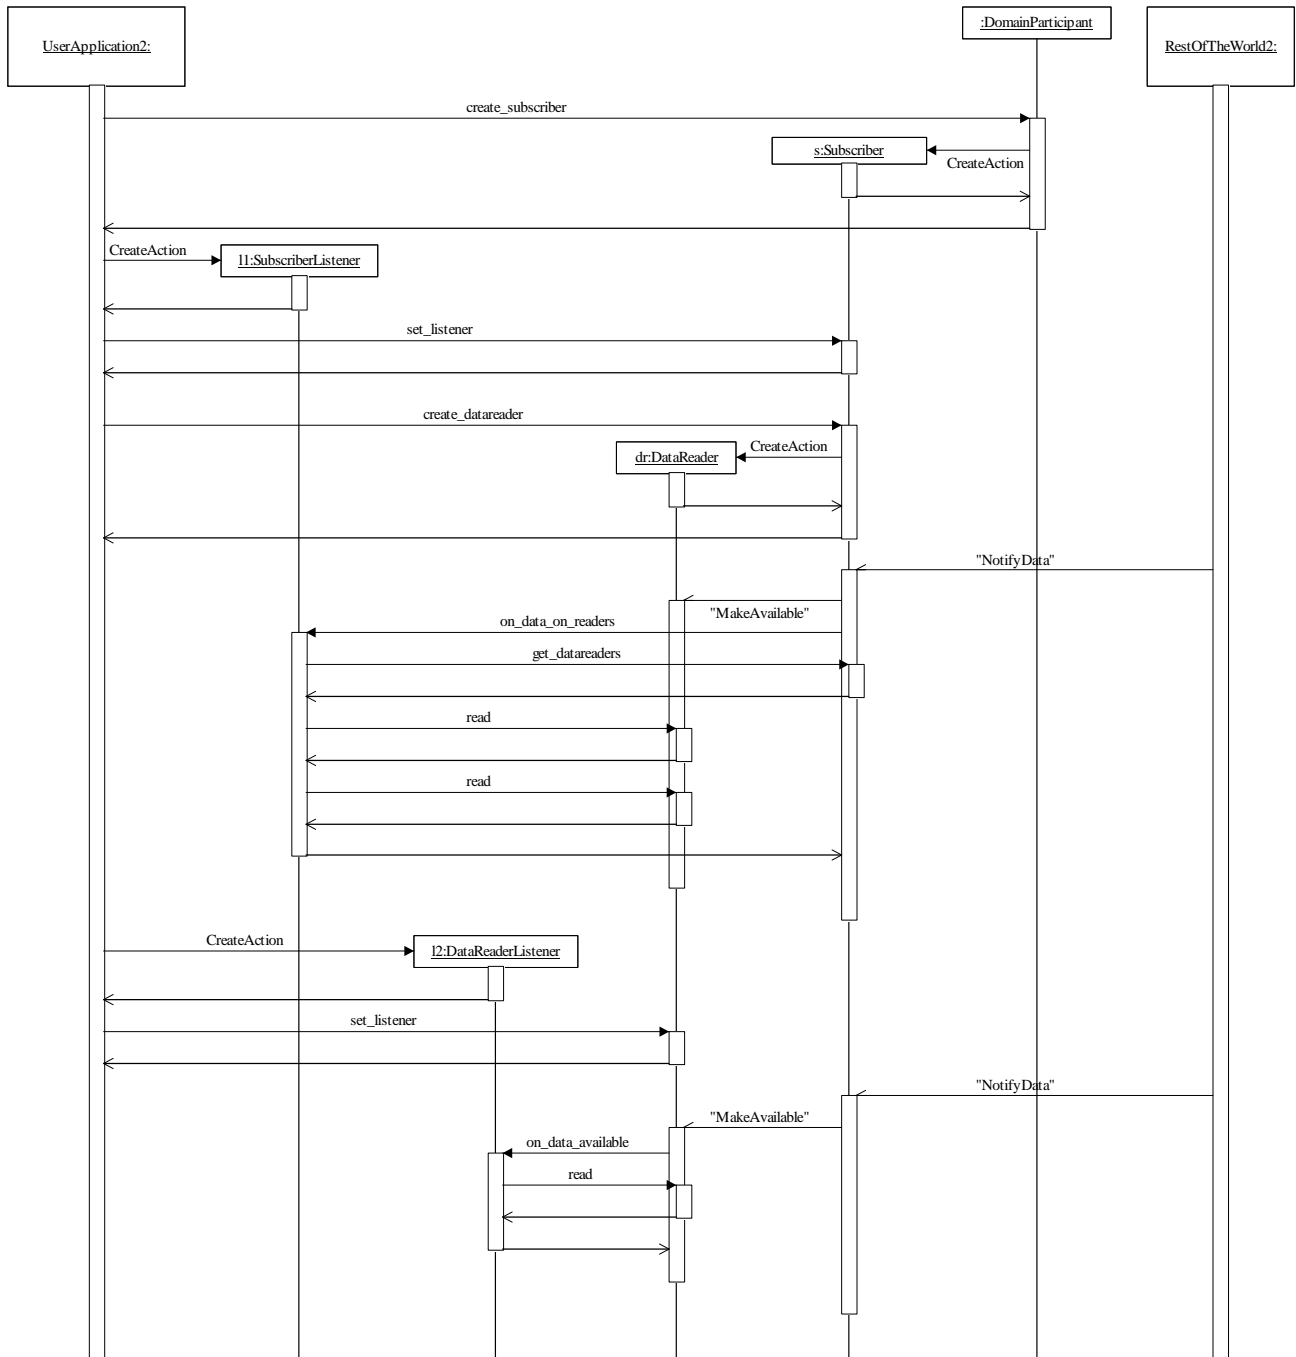 UserApplication2:
:DomainParticipant
RestOfTheWorld2:
create_subscriber
s:Subscriber
CreateAction
CreateAction
l1:SubscriberListener
set_listener
create_datareader
dr:DataReader
CreateAction
"NotifyData"
"MakeAvailable"
on_data_on_readers
get_datareaders
read
read
CreateAction
l2:DataReaderListener
set_listener
"NotifyData"
"MakeAvailable"
on_data_available
read